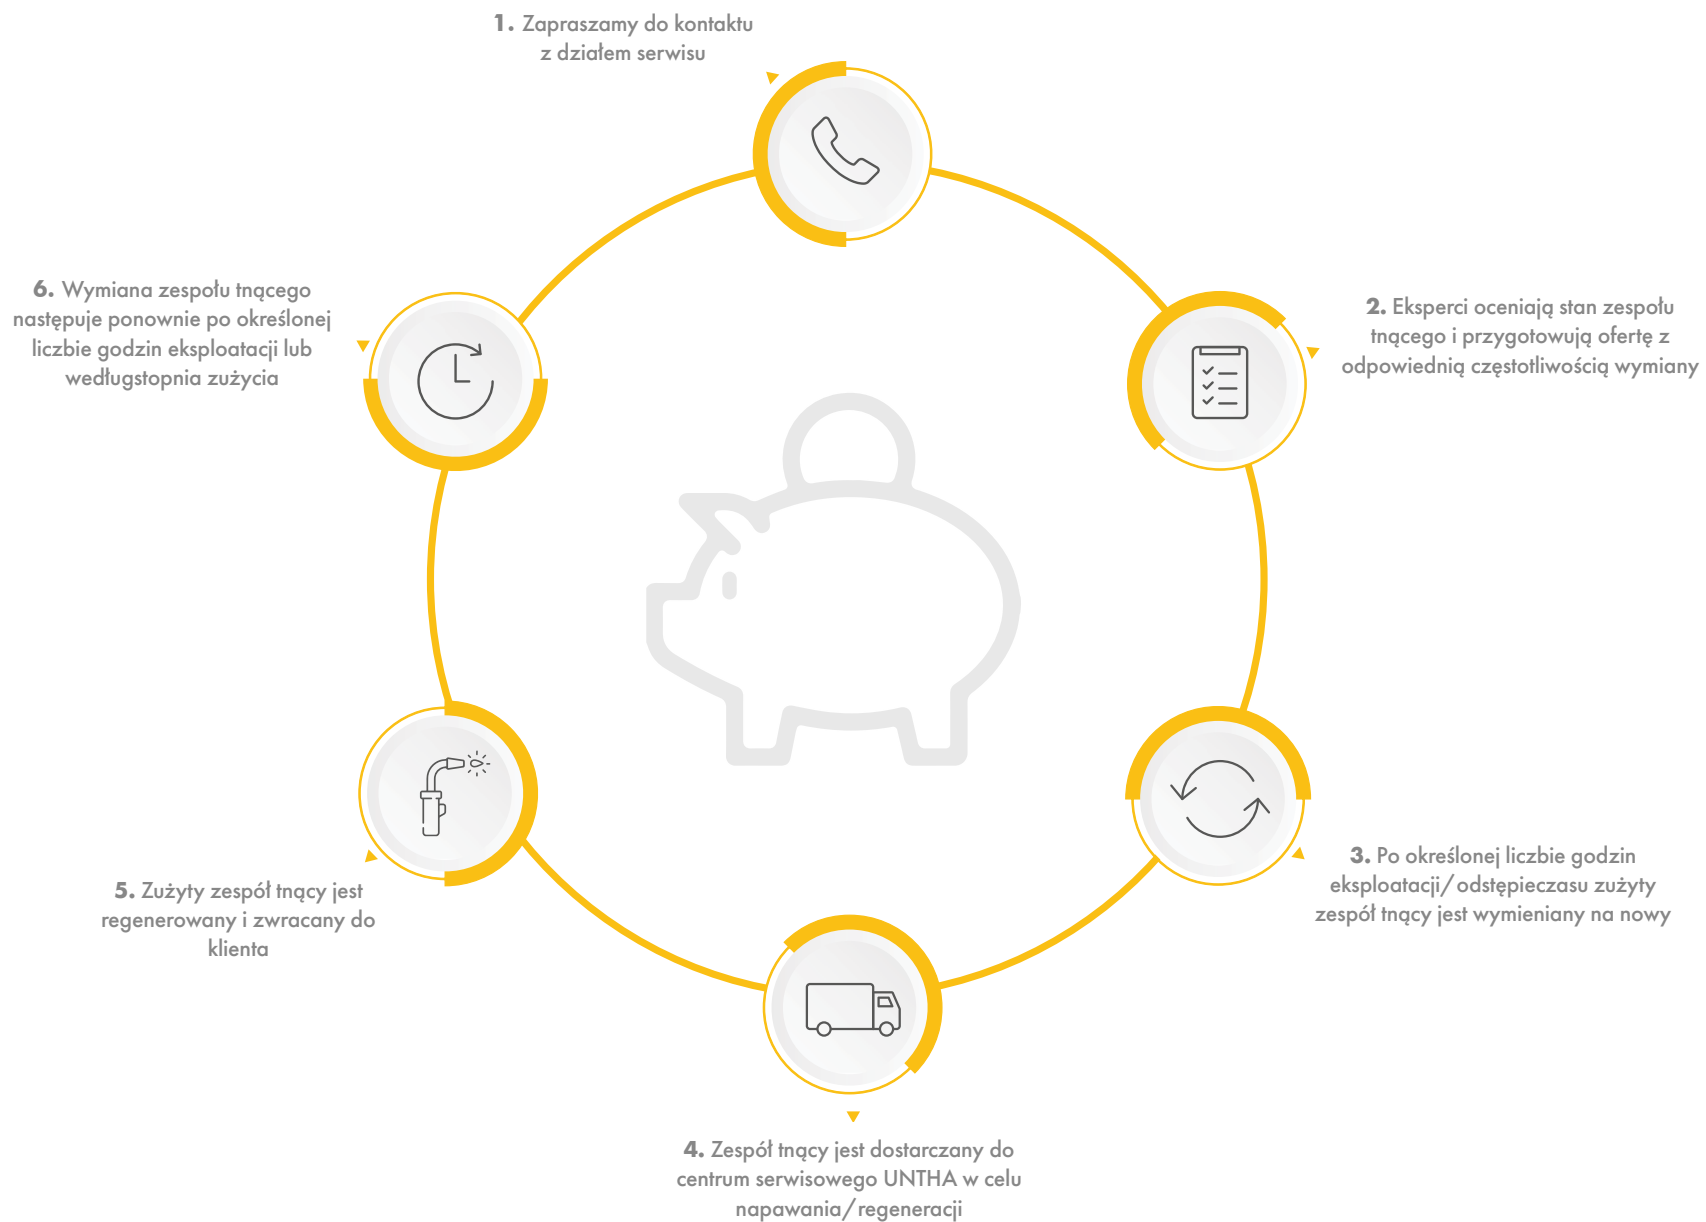 1. Zapraszamy do kontaktu
z działem serwisu
2. Eksperci oceniają stan zespołu
tnącego i przygotowują ofertę z
odpowiednią częstotliwością wymiany
3. Po określonej liczbie godzin
eksploatacji/odstępieczasu zużyty
zespół tnący jest wymieniany na nowy
4. Zespół tnący jest dostarczany do
centrum serwisowego UNTHA w celu
napawania/regeneracji
5. Zużyty zespół tnący jest
regenerowany i zwracany do
klienta
6. Wymiana zespołu tnącego
następuje ponownie po określonej
liczbie godzin eksploatacji lub
wedługstopnia zużycia